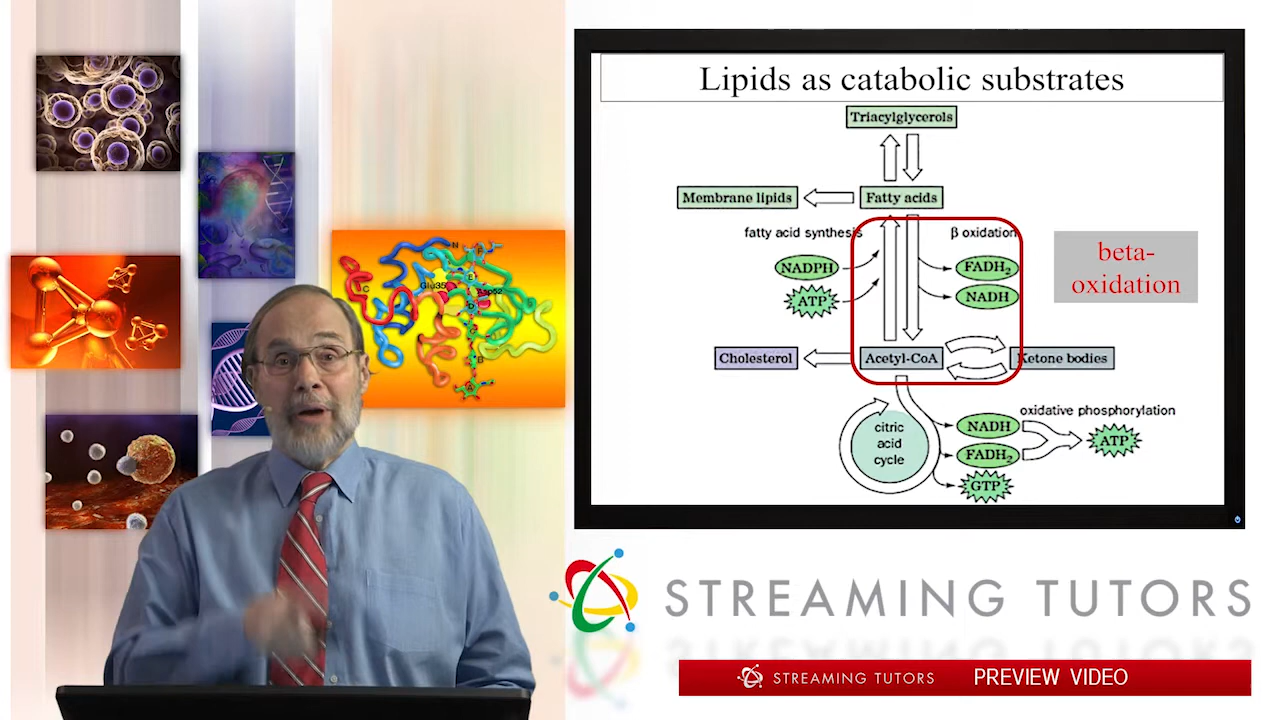 Lipids as catabolic substrates
Triacylglycerols
Membrane lipids
Fatty acids
fatty acid synthesis
β oxidation
NADPH
FADH₂
ATP
NADH
beta-
oxidation
Cholesterol
Acetyl-CoA
Ketone bodies
citric
acid
cycle
NADH
FADH₂
GTP
oxidative phosphorylation
ATP
N
F
E
C
Glu35
Asp52
D
C
B
A
STREAMING TUTORS
STREAMING TUTORS
PREVIEW VIDEO